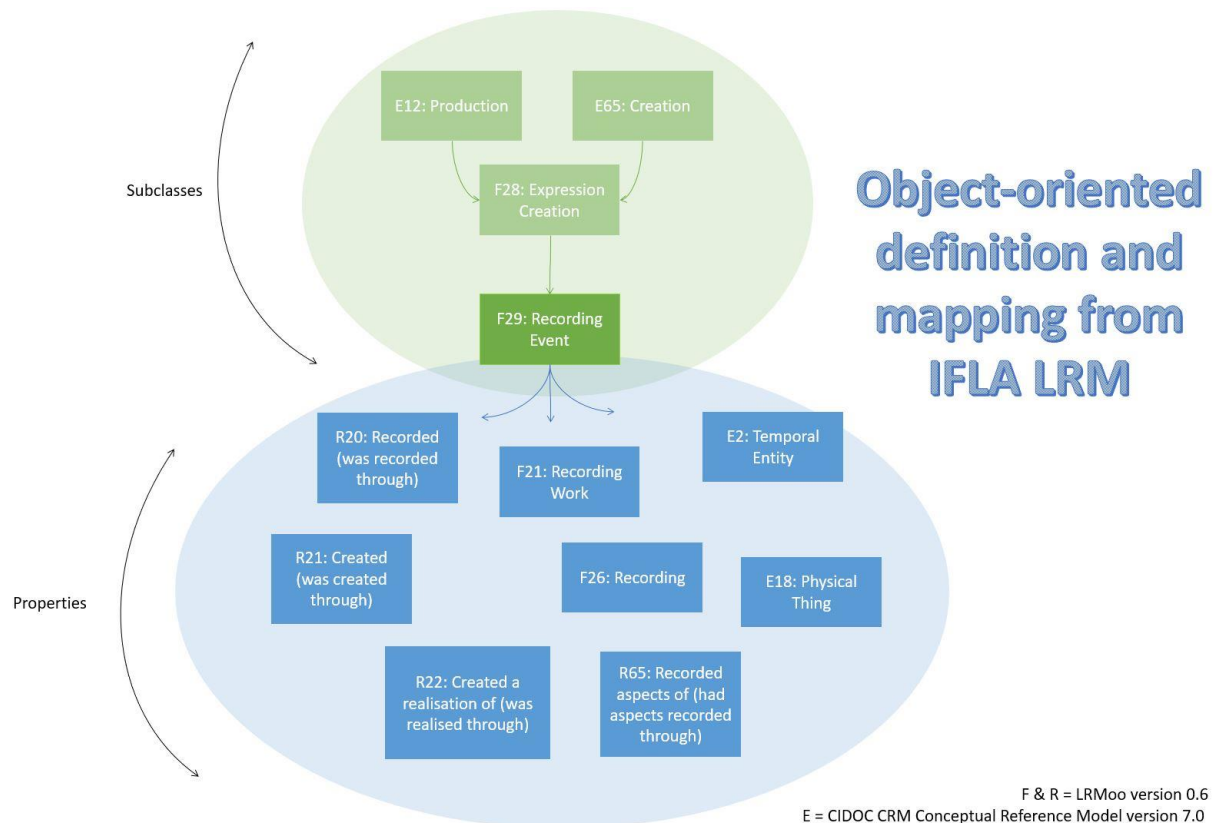 E12: Production
E65: Creation
Subclasses
F28: Expression
Creation
Object-oriented
definition and
mapping from
IFLA LRM
F29: Recording
Event
R20: Recorded
(was recorded
through)
F21: Recording
Work
E2: Temporal
Entity
R21: Created
(was created
through)
F26: Recording
E18: Physical
Thing
Properties
R22: Created a
realisation of (was
realised through)
R65: Recorded
aspects of (had
aspects recorded
through)
F & R = LRMoo version 0.6
E = CIDOC CRM Conceptual Reference Model version 7.0